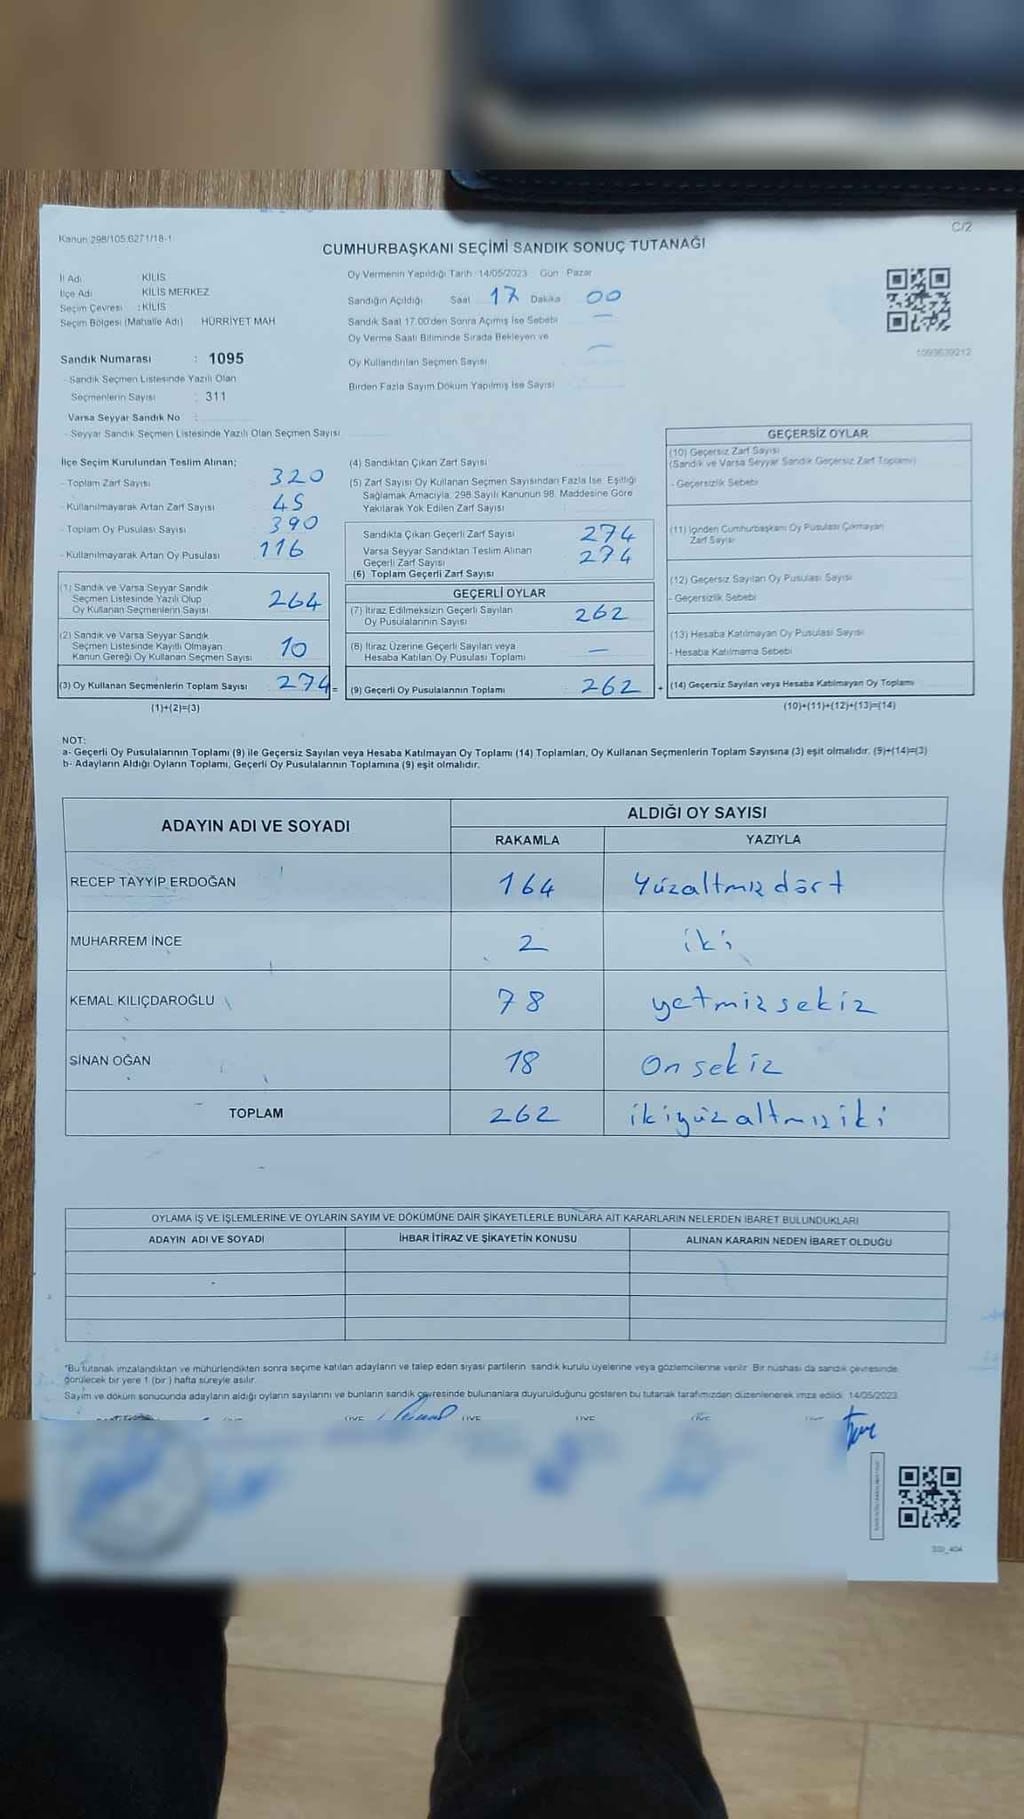 Kanun:298/105,6271/18-1
C/2
CUMHURBAŞKANI SEÇİMİ SANDIK SONUÇ TUTANAĞI
İl Adı KİLİS
İlçe Adı KİLİS MERKEZ
Seçim Çevresi : KİLİS
Seçim Bölgesi (Mahalle Adı) HÜRRİYET MAH
Sandık Numarası : 1095
- Sandık Seçmen Listesinde Yazılı Olan
Seçmenlerin Sayısı : 311
Varsa Seyyar Sandık No :
- Seyyar Sandık Seçmen Listesinde Yazılı Olan Seçmen Sayısı
Oy Vermenin Yapıldığı Tarih :14/05/2023 Gün : Pazar
Sandığın Açıldığı Saat 17 Dakika 00
Sandık Saat 17.00'den Sonra Açılmış İse Sebebi —
Oy Verme Saati Bitiminde Sırada Bekleyen ve
Oy Kullandırılan Seçmen Sayısı —
Birden Fazla Sayım Döküm Yapılmış İse Sayısı
1093639212
İlçe Seçim Kurulundan Teslim Alınan;
- Toplam Zarf Sayısı 320
- Kullanılmayarak Artan Zarf Sayısı 45
- Toplam Oy Pusulası Sayısı 390
- Kullanılmayarak Artan Oy Pusulası 116
(1) Sandık ve Varsa Seyyar Sandık
Seçmen Listesinde Yazılı Olup
Oy Kullanan Seçmenlerin Sayısı 264
(2) Sandık ve Varsa Seyyar Sandık
Seçmen Listesinde Kayıtlı Olmayan
Kanun Gereği Oy Kullanan Seçmen Sayısı 10
(3) Oy Kullanan Seçmenlerin Toplam Sayısı 274 =
(1)+(2)=(3)
(4) Sandıktan Çıkan Zarf Sayısı
(5) Zarf Sayısı Oy Kullanan Seçmen Sayısından Fazla İse, Eşitliği
Sağlamak Amacıyla, 298 Sayılı Kanunun 98. Maddesine Göre
Yakılarak Yok Edilen Zarf Sayısı
Sandıkta Çıkan Geçerli Zarf Sayısı 274
Varsa Seyyar Sandıktan Teslim Alınan
Geçerli Zarf Sayısı 274
(6) Toplam Geçerli Zarf Sayısı
GEÇERLİ OYLAR
(7) İtiraz Edilmeksizin Geçerli Sayılan
Oy Pusulalarının Sayısı 262
(8) İtiraz Üzerine Geçerli Sayılan veya
Hesaba Katılan Oy Pusulası Toplamı —
(9) Geçerli Oy Pusulalarının Toplamı : 262 +
GEÇERSİZ OYLAR
(10) Geçersiz Zarf Sayısı
(Sandık ve Varsa Seyyar Sandık Geçersiz Zarf Toplamı)
- Geçersizlik Sebebi
(11) İçinden Cumhurbaşkanı Oy Pusulası Çıkmayan
Zarf Sayısı
(12) Geçersiz Sayılan Oy Pusulası Sayısı
- Geçersizlik Sebebi
(13) Hesaba Katılmayan Oy Pusulası Sayısı
- Hesaba Katılmama Sebebi
(14) Geçersiz Sayılan veya Hesaba Katılmayan Oy Toplamı
(10)+(11)+(12)+(13)=(14)
NOT:
a- Geçerli Oy Pusulalarının Toplamı (9) ile Geçersiz Sayılan veya Hesaba Katılmayan Oy Toplamı (14) Toplamları, Oy Kullanan Seçmenlerin Toplam Sayısına (3) eşit olmalıdır. (9)+(14)=(3)
b- Adayların Aldığı Oyların Toplamı, Geçerli Oy Pusulalarının Toplamına (9) eşit olmalıdır.
ADAYIN ADI VE SOYADI ALDIĞI OY SAYISI
RAKAMLA YAZIYLA
RECEP TAYYİP ERDOĞAN 164 Yüzaltmız dört
MUHARREM İNCE 2 iki
KEMAL KILIÇDAROĞLU 78 yetmiz sekiz
SİNAN OĞAN 18 On sekiz
TOPLAM 262 ikiyüz altmız iki
OYLAMA İŞ VE İŞLEMLERİNE VE OYLARIN SAYIM VE DÖKÜMÜNE DAİR ŞİKAYETLERLE BUNLARA AİT KARARLARIN NELERDEN İBARET BULUNDUKLARI
ADAYIN ADI VE SOYADI İHBAR İTİRAZ VE ŞİKAYETİN KONUSU ALINAN KARARIN NEDEN İBARET OLDUĞU
*Bu tutanak imzalandıktan ve mühürlendikten sonra seçime katılan adayların ve talep eden siyasi partilerin sandık kurulu üyelerine veya gözlemcilerine verilir. Bir nüshası da sandık çevresinde
görülecek bir yere 1 (bir) hafta süreyle asılır.
Sayım ve döküm sonucunda adayların aldığı oyların sayılarını ve bunların sandık çevresinde bulunanlara duyurulduğunu gösteren bu tutanak tarafımızdan düzenlenerek imza edildi. 14/05/2023